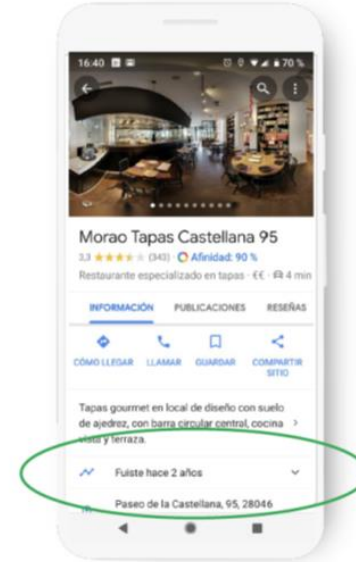 16:40 70 %
Morao Tapas Castellana 95
3,3 (343) · Afinidad: 90 %
Restaurante especializado en tapas · €€ · 4 min
INFORMACIÓN PUBLICACIONES RESEÑAS
CÓMO LLEGAR LLAMAR GUARDAR COMPARTIR SITIO
Tapas gourmet en local de diseño con suelo
de ajedrez, con barra circular central, cocina
vista y terraza.
Fuiste hace 2 años
Paseo de la Castellana, 95, 28046